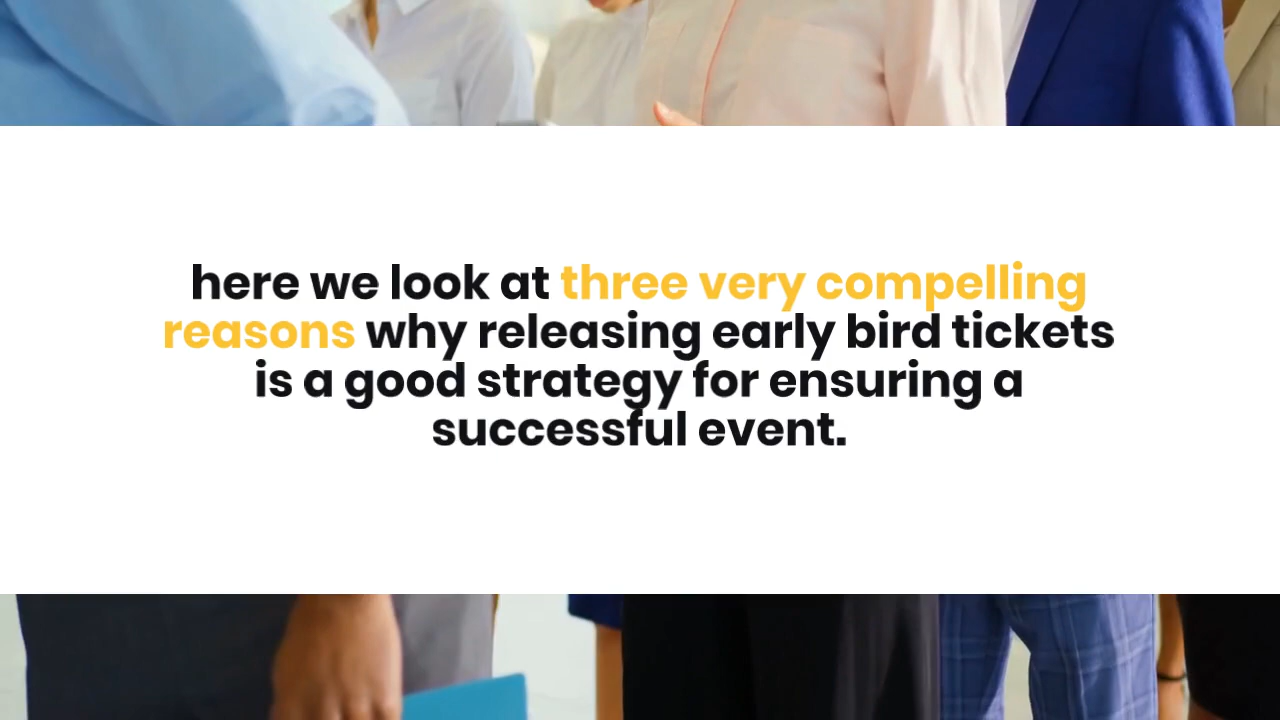 here we look at three very compelling
reasons why releasing early bird tickets
is a good strategy for ensuring a
successful event.